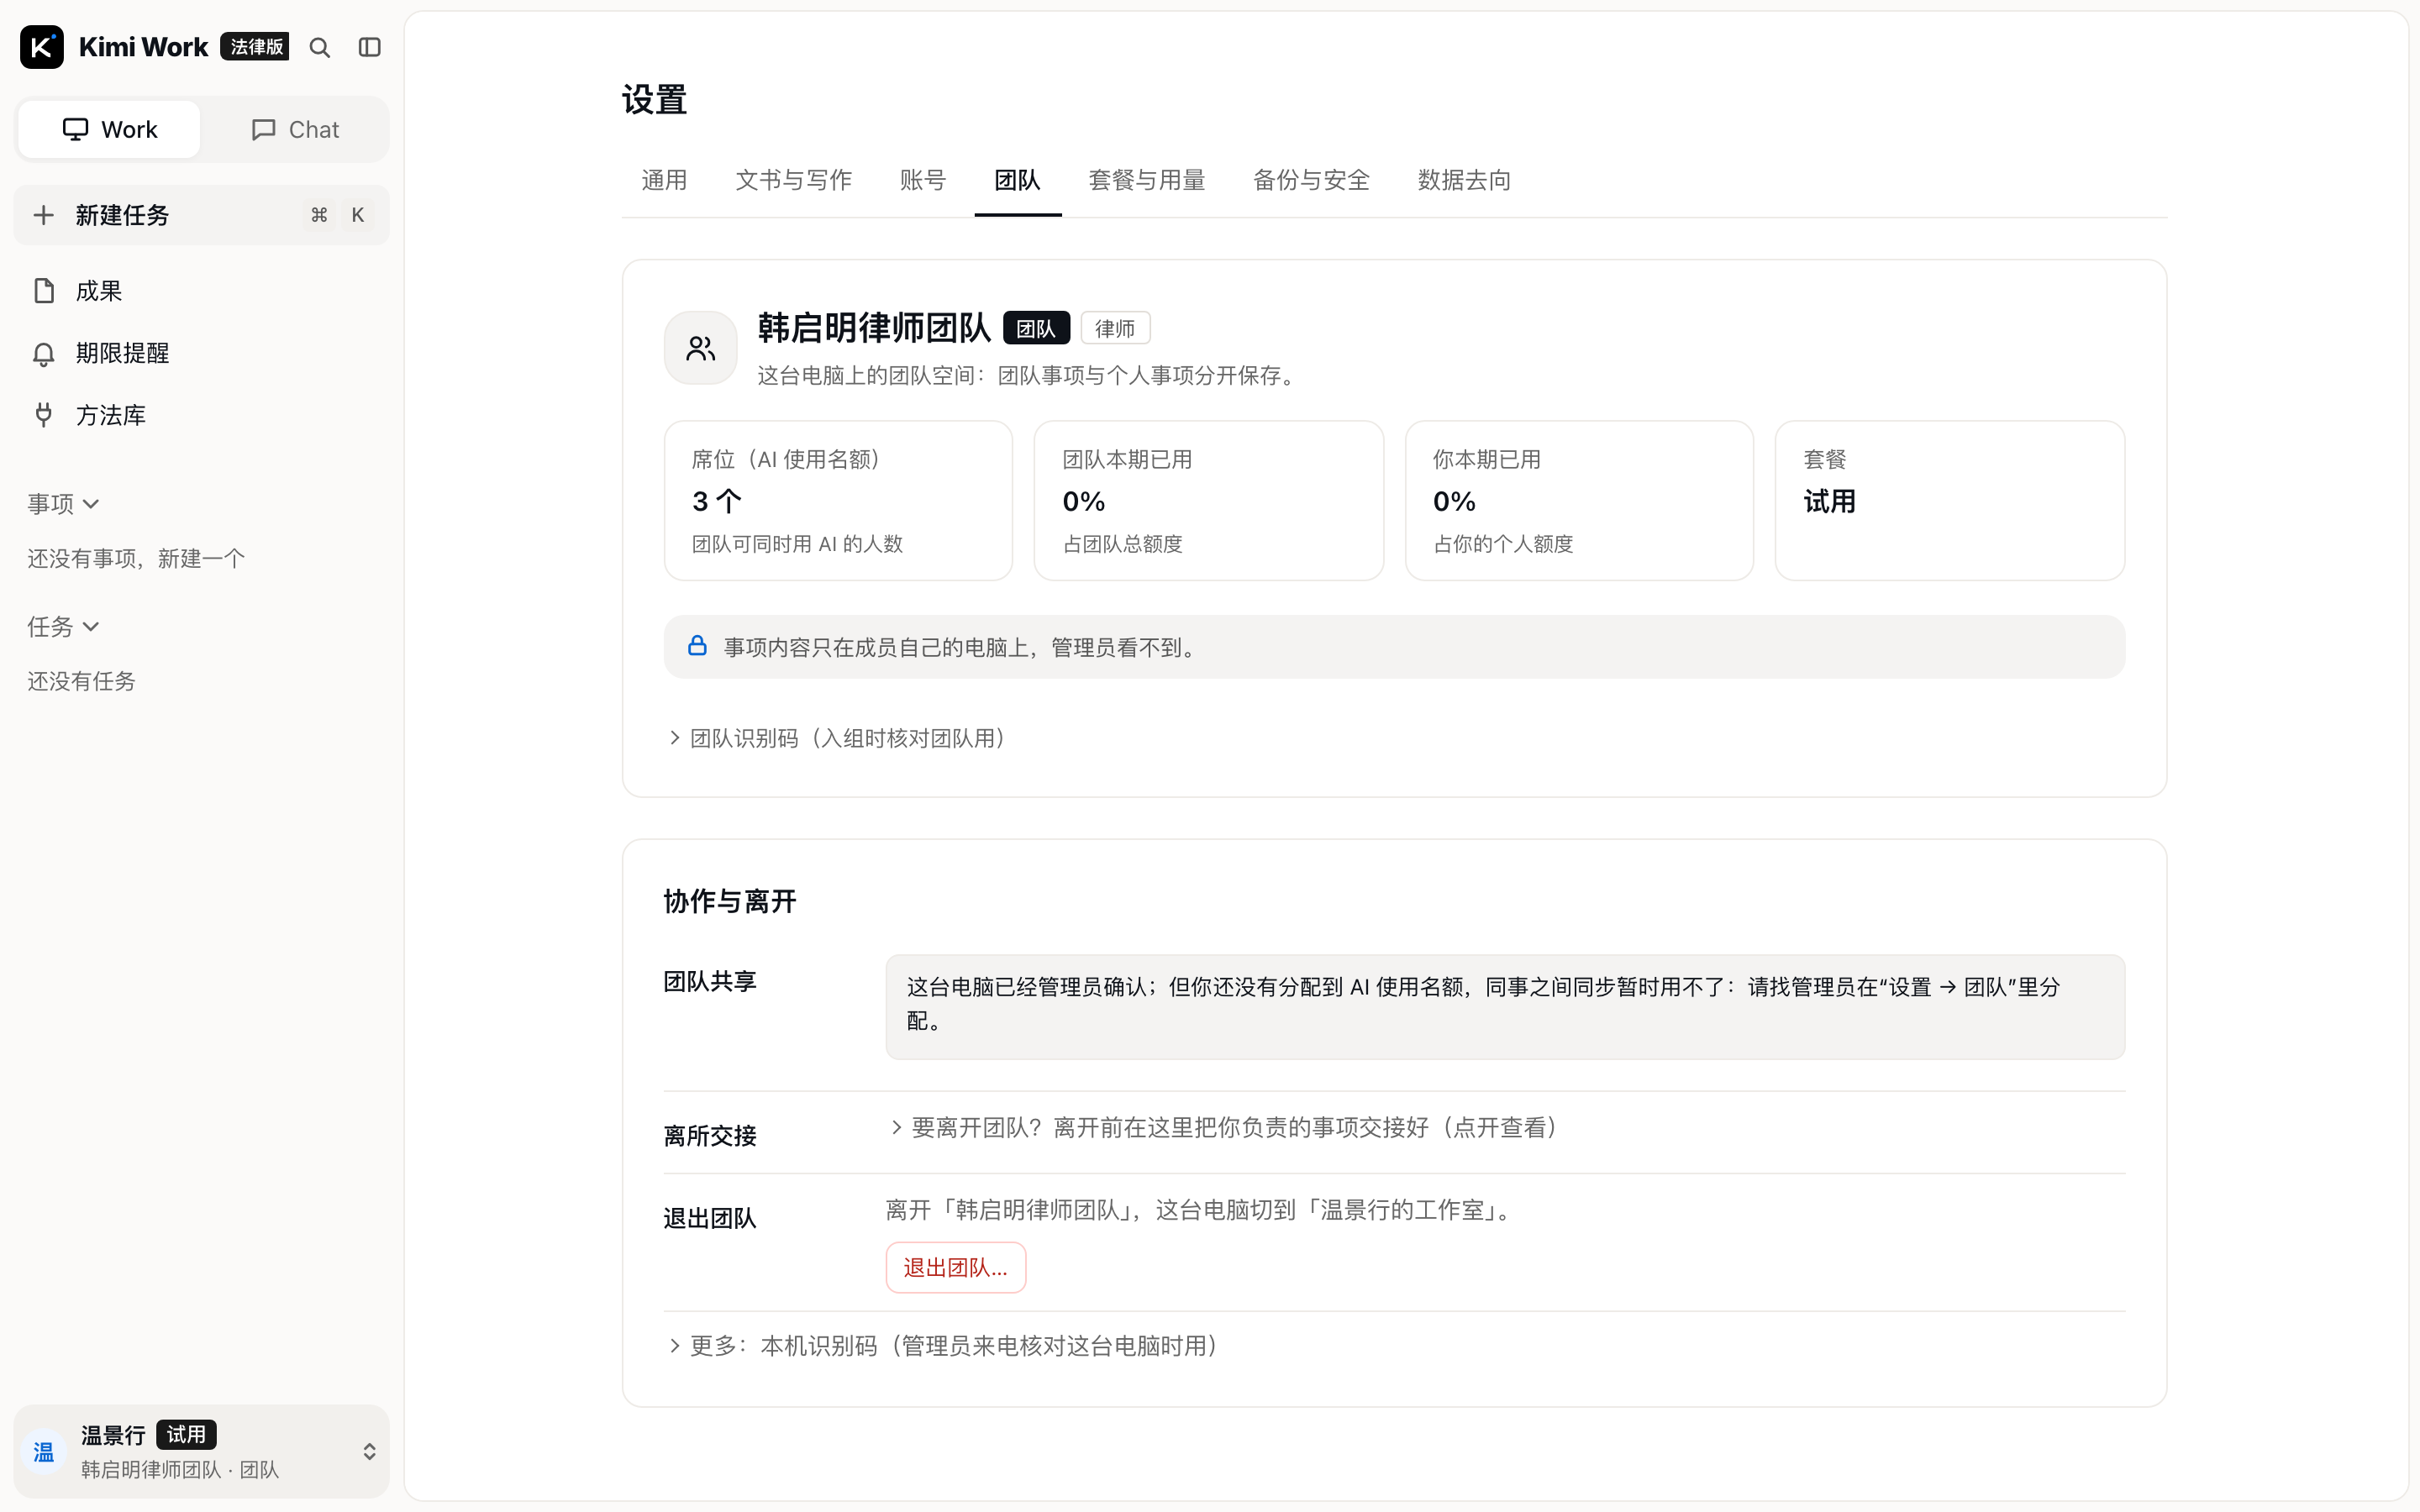 Kimi Work 法律版
Work
Chat
新建任务 ⌘ K
成果
期限提醒
方法库
事项
还没有事项，新建一个
任务
还没有任务
温
温景行 试用
韩启明律师团队 · 团队
设置
通用 文书与写作 账号 团队 套餐与用量 备份与安全 数据去向
韩启明律师团队 团队 律师
这台电脑上的团队空间：团队事项与个人事项分开保存。
席位（AI 使用名额）
3 个
团队可同时用 AI 的人数
团队本期已用
0%
占团队总额度
你本期已用
0%
占你的个人额度
套餐
试用
事项内容只在成员自己的电脑上，管理员看不到。
团队识别码（入组时核对团队用）
协作与离开
团队共享
这台电脑已经管理员确认；但你还没有分配到 AI 使用名额，同事之间同步暂时用不了：请找管理员在“设置 → 团队”里分
配。
离所交接
要离开团队？离开前在这里把你负责的事项交接好（点开查看）
退出团队
离开「韩启明律师团队」，这台电脑切到「温景行的工作室」。
退出团队...
更多：本机识别码（管理员来电核对这台电脑时用）